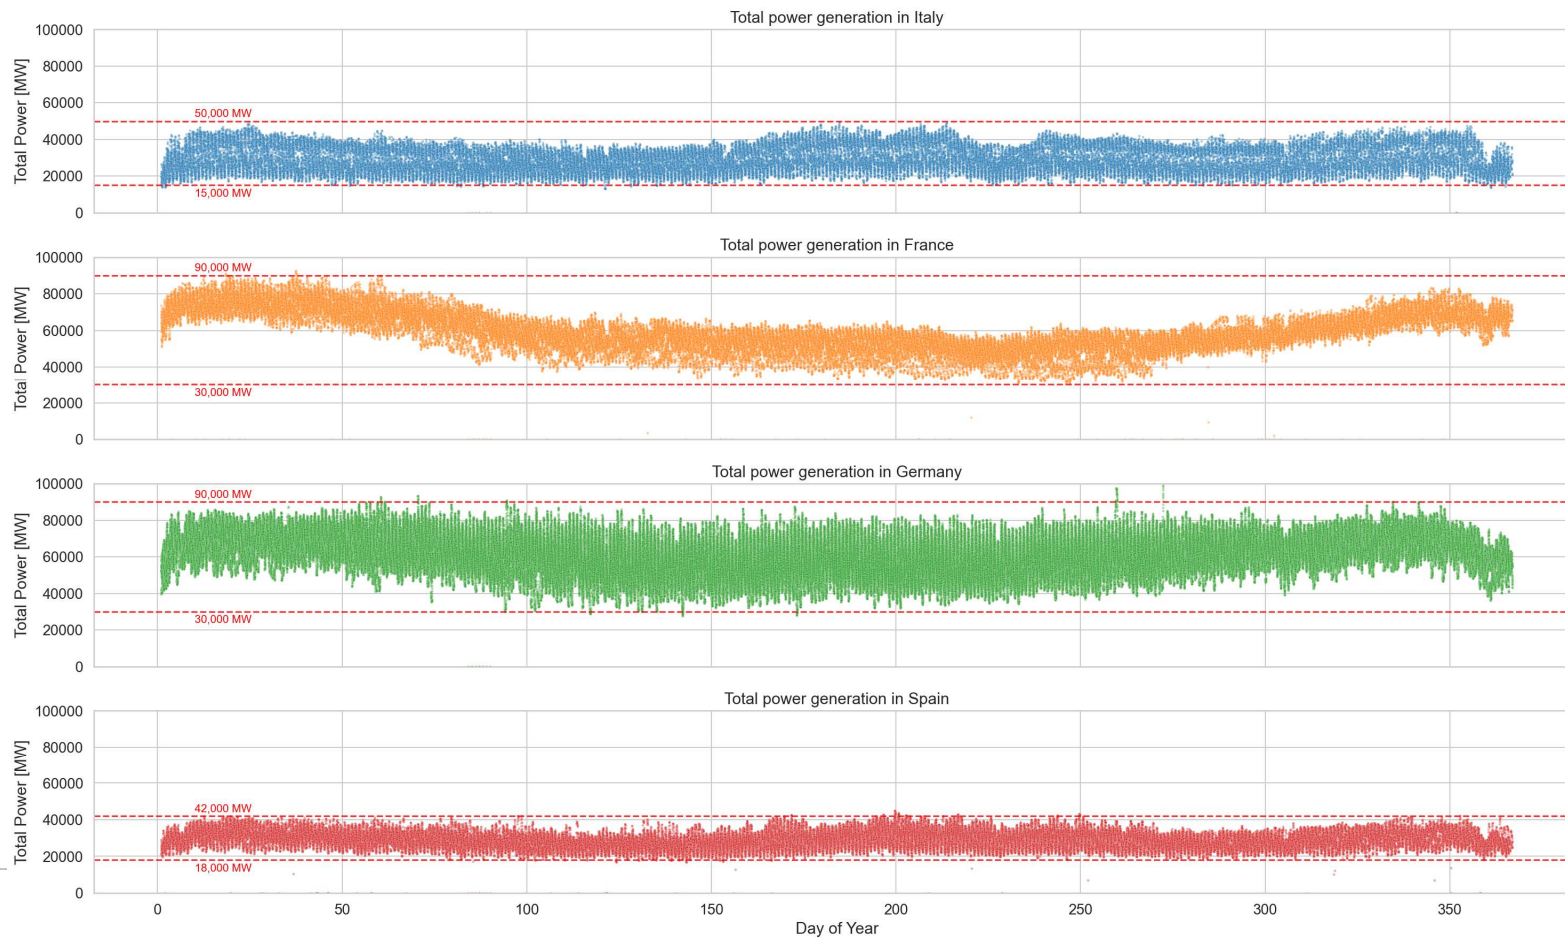 Total power generation in Italy
Total Power [MW]
100000
80000
60000
40000
20000
0
50,000 MW
15,000 MW
Total power generation in France
Total Power [MW]
100000
80000
60000
40000
20000
0
90,000 MW
30,000 MW
Total power generation in Germany
Total Power [MW]
100000
80000
60000
40000
20000
0
90,000 MW
30,000 MW
Total power generation in Spain
Total Power [MW]
100000
80000
60000
40000
20000
0
42,000 MW
18,000 MW
0 50 100 150 200 250 300 350
Day of Year